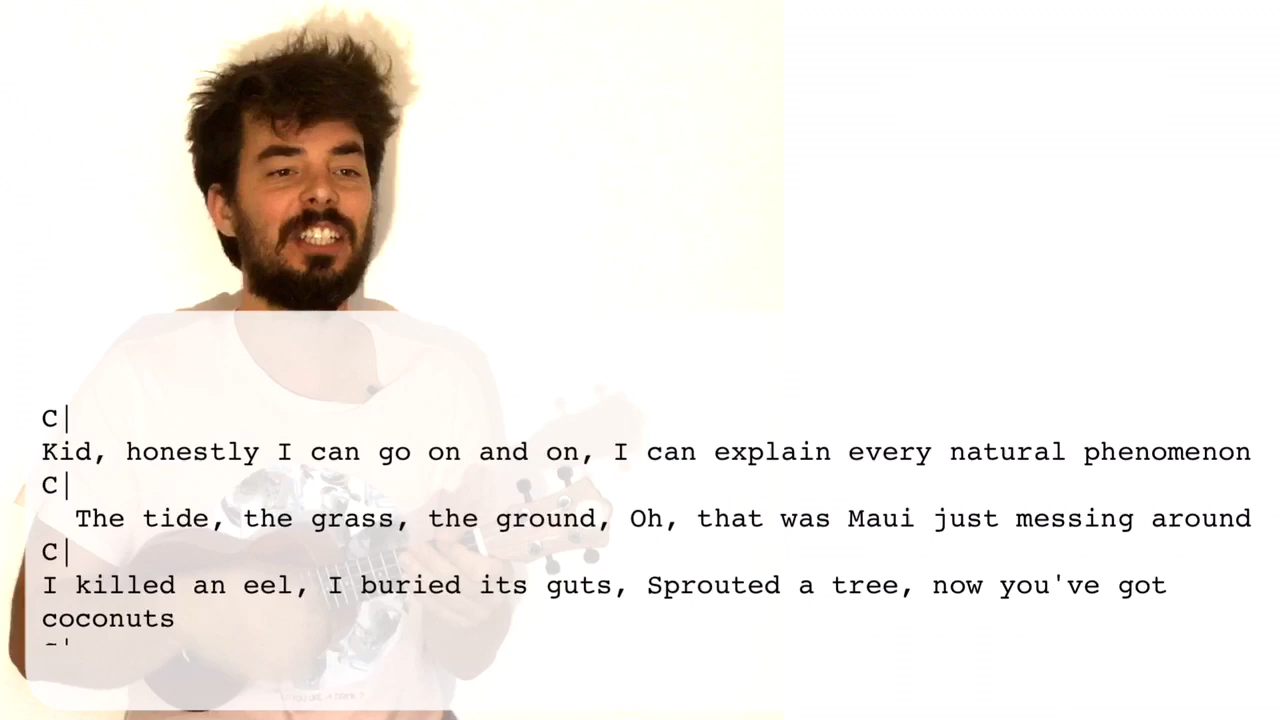 C|
Kid, honestly I can go on and on, I can explain every natural phenomenon
C|
The tide, the grass, the ground, Oh, that was Maui just messing around
C|
I killed an eel, I buried its guts, Sprouted a tree, now you've got
coconuts